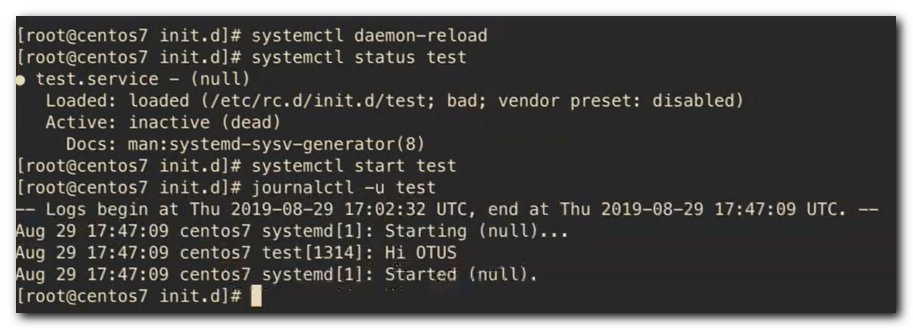 [root@centos7 init.d]# systemctl daemon-reload
[root@centos7 init.d]# systemctl status test
● test.service - (null)
   Loaded: loaded (/etc/rc.d/init.d/test; bad; vendor preset: disabled)
   Active: inactive (dead)
     Docs: man:systemd-sysv-generator(8)
[root@centos7 init.d]# systemctl start test
[root@centos7 init.d]# journalctl -u test
-- Logs begin at Thu 2019-08-29 17:02:32 UTC, end at Thu 2019-08-29 17:47:09 UTC. --
Aug 29 17:47:09 centos7 systemd[1]: Starting (null)...
Aug 29 17:47:09 centos7 test[1314]: Hi OTUS
Aug 29 17:47:09 centos7 systemd[1]: Started (null).
[root@centos7 init.d]#